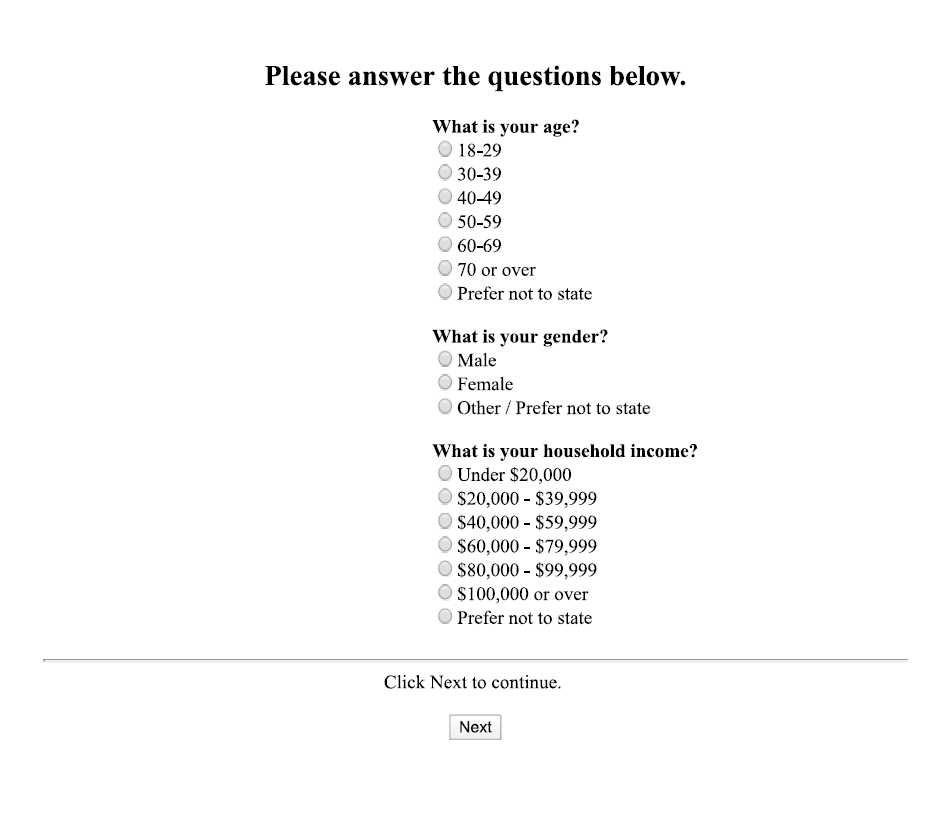 Please answer the questions below.
What is your age?
18-29
30-39
40-49
50-59
60-69
70 or over
Prefer not to state
What is your gender?
Male
Female
Other / Prefer not to state
What is your household income?
Under $20,000
$20,000 - $39,999
$40,000 - $59,999
$60,000 - $79,999
$80,000 - $99,999
$100,000 or over
Prefer not to state
Click Next to continue.
Next